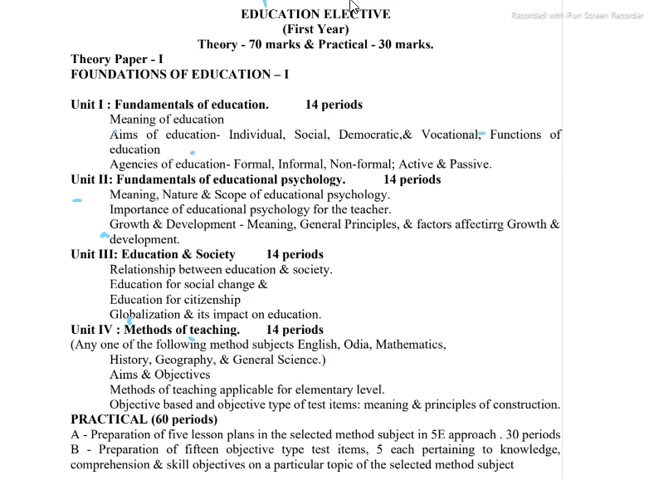 EDUCATION ELECTIVE
Recorded with iFun Screen Recorder
(First Year)
Theory - 70 marks & Practical - 30 marks.
Theory Paper - I
FOUNDATIONS OF EDUCATION – I
Unit I : Fundamentals of education. 14 periods
Meaning of education
Aims of education- Individual, Social, Democratic,& Vocational, Functions of
education
Agencies of education- Formal, Informal, Non-formal; Active & Passive.
Unit II: Fundamentals of educational psychology. 14 periods
Meaning, Nature & Scope of educational psychology.
Importance of educational psychology for the teacher.
Growth & Development - Meaning, General Principles, & factors affectirrg Growth &
development.
Unit III: Education & Society 14 periods
Relationship between education & society.
Education for social change &
Education for citizenship
Globalization & its impact on education.
Unit IV : Methods of teaching. 14 periods
(Any one of the following method subjects English, Odia, Mathematics,
History, Geography, & General Science.)
Aims & Objectives
Methods of teaching applicable for elementary level.
Objective based and objective type of test items: meaning & principles of construction.
PRACTICAL (60 periods)
A - Preparation of five lesson plans in the selected method subject in 5E approach . 30 periods
B - Preparation of fifteen objective type test items, 5 each pertaining to knowledge,
comprehension & skill objectives on a particular topic of the selected method subject